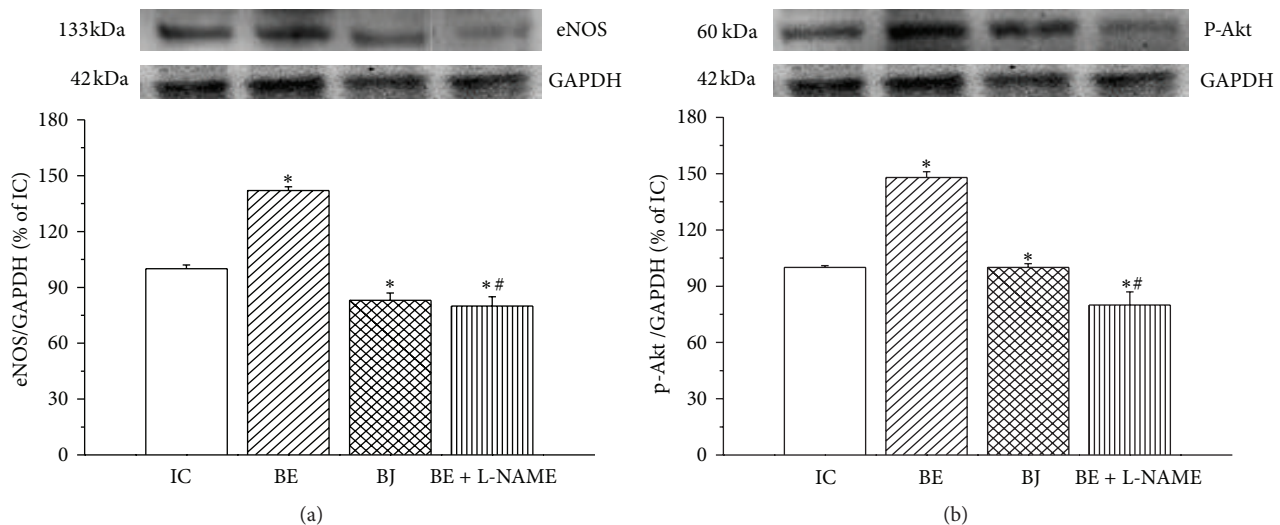 133 kDa eNOS
42 kDa GAPDH
180
150
120
90
60
30
0
eNOS/GAPDH (% of IC)
*
*
*#
IC BE BJ BE + L-NAME
(a)
60 kDa P-Akt
42 kDa GAPDH
180
150
120
90
60
30
0
p-Akt /GAPDH (% of IC)
*
*
*#
IC BE BJ BE + L-NAME
(b)